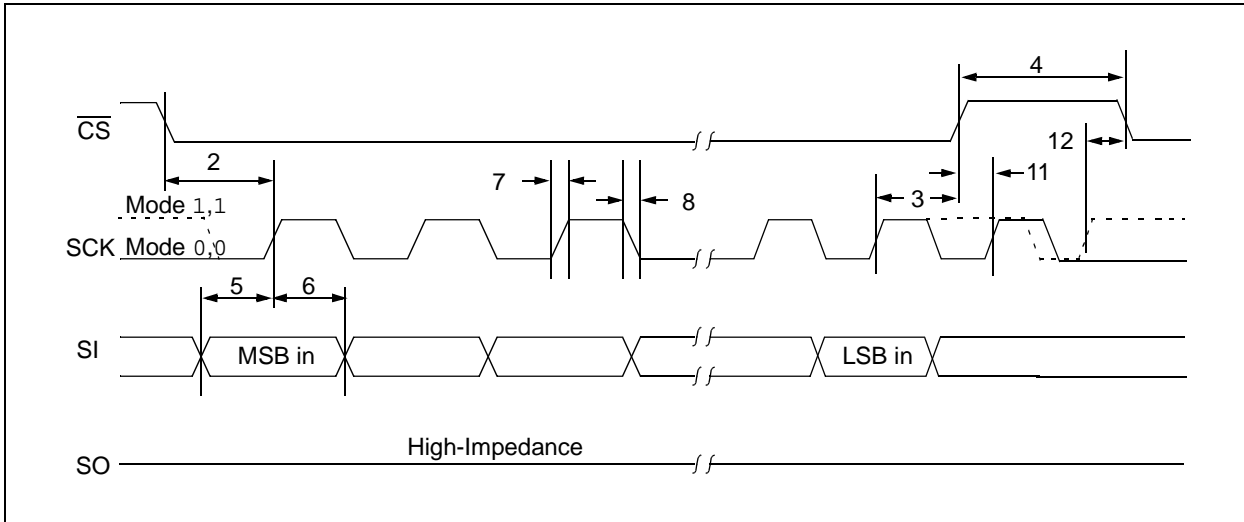 4
CS
12
2
7
8
3
11
Mode 1,1
SCK Mode 0,0
5
6
SI
MSB in
LSB in
High-Impedance
SO